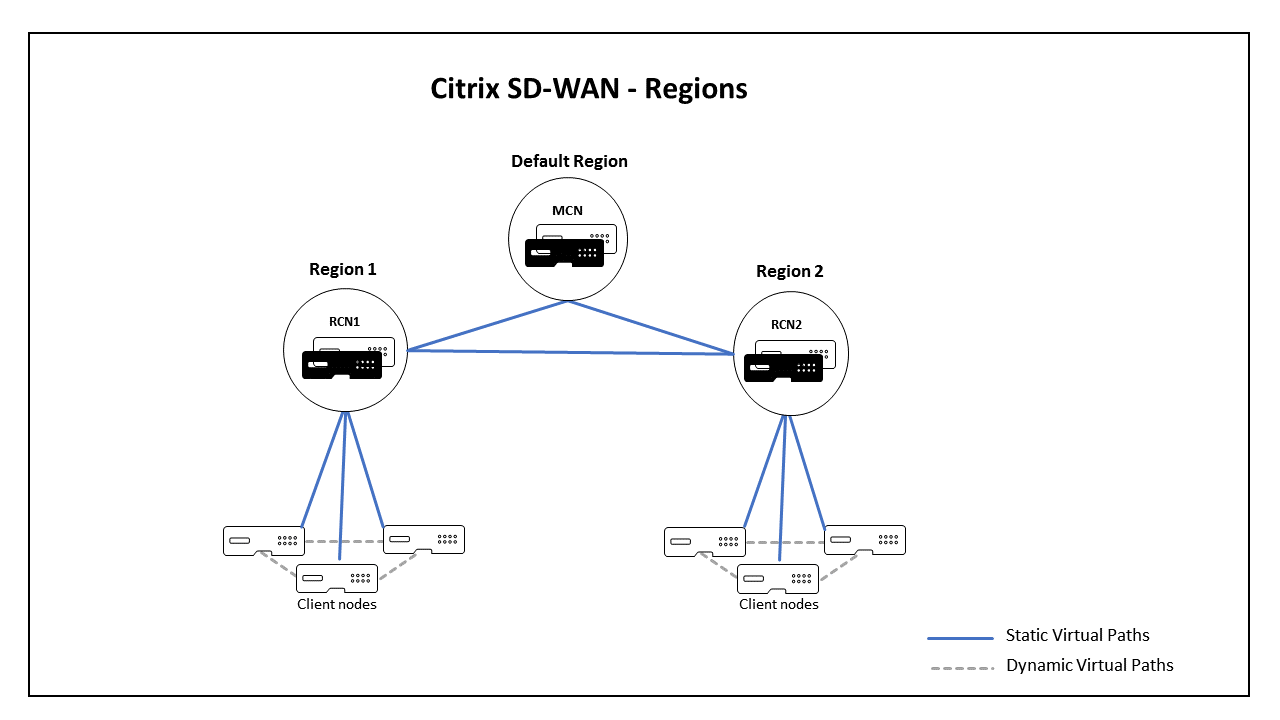 Citrix SD-WAN - Regions
Default Region
MCN
Region 1
Region 2
RCN1
RCN2
Client nodes
Client nodes
Static Virtual Paths
Dynamic Virtual Paths